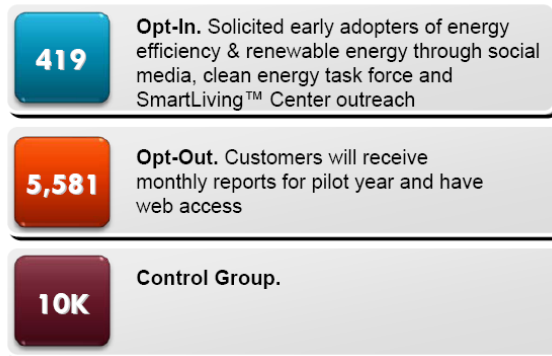 419
Opt-In. Solicited early adopters of energy
efficiency & renewable energy through social
media, clean energy task force and
SmartLiving™ Center outreach
5,581
Opt-Out. Customers will receive
monthly reports for pilot year and have
web access
10K
Control Group.